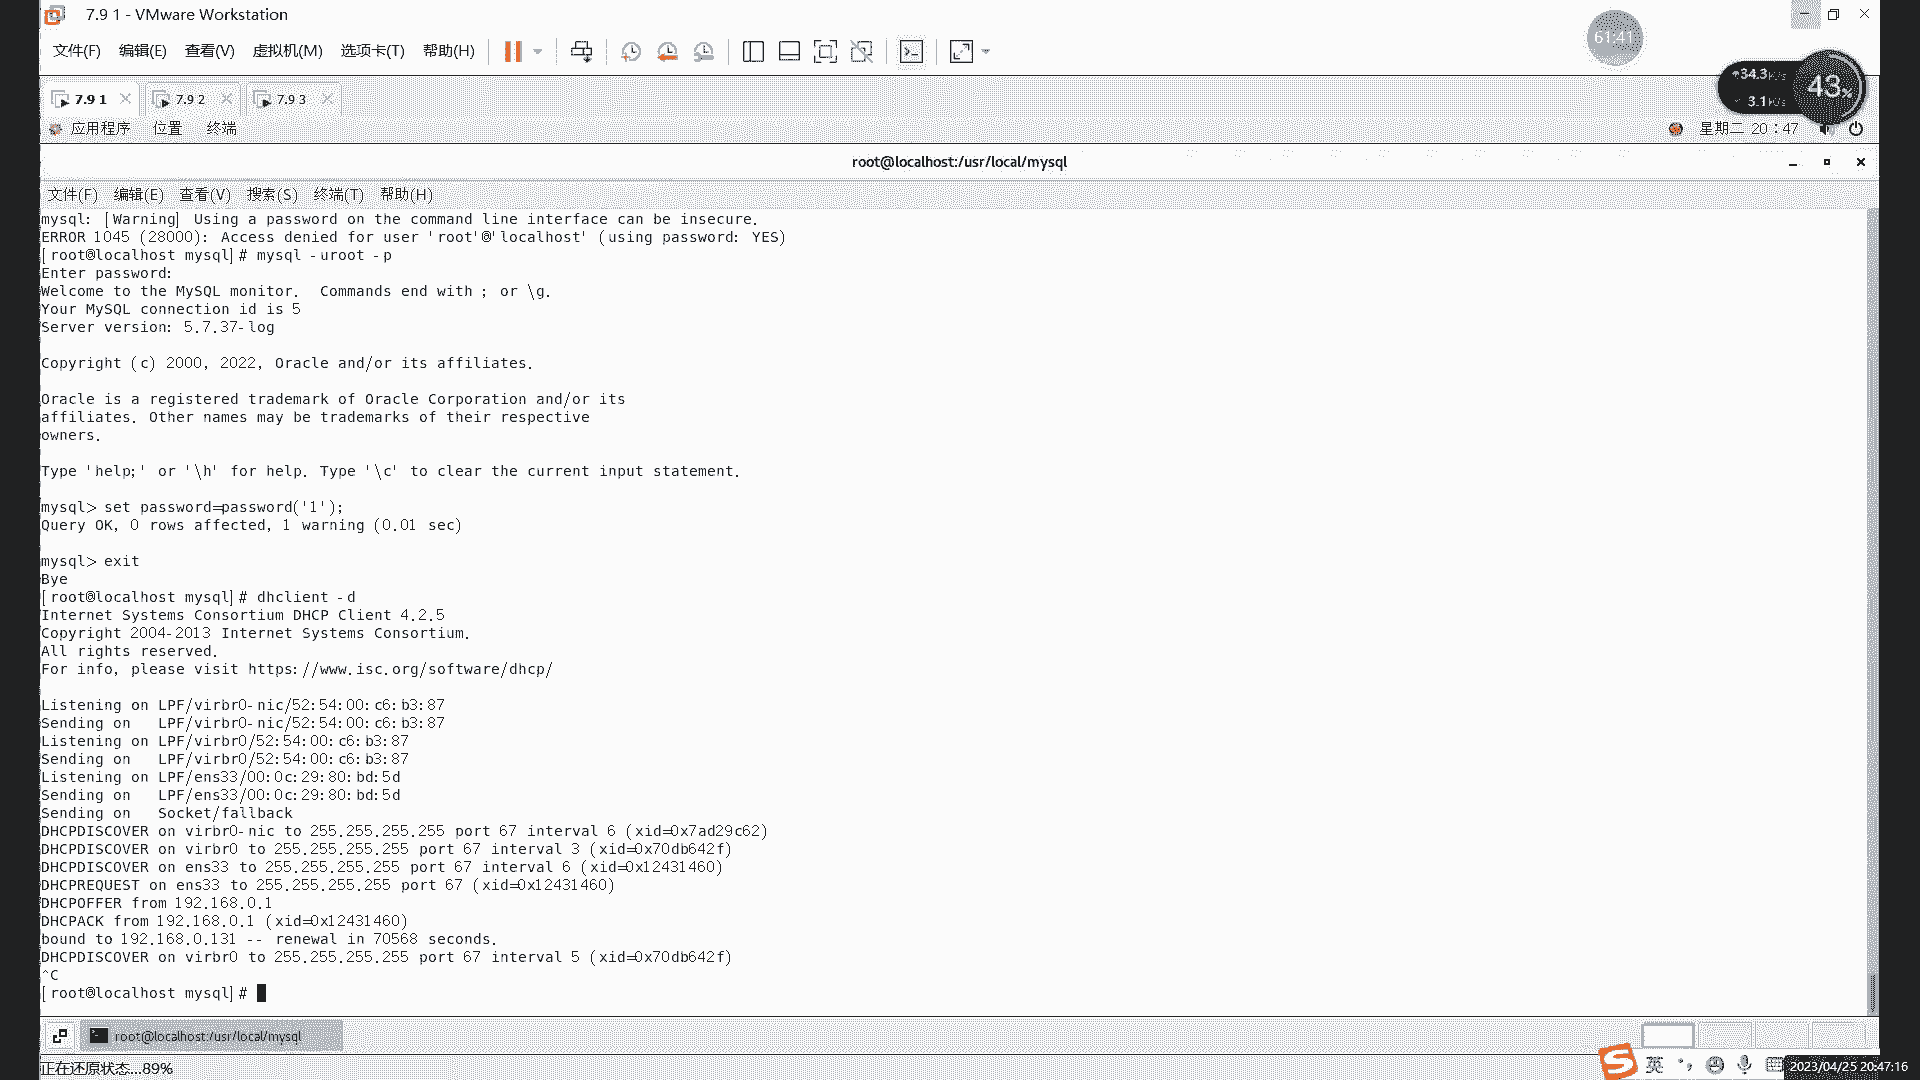 7.9 1 - VMware Workstation
文件(F) 编辑(E) 查看(V) 虚拟机(M) 选项卡(T) 帮助(H)
61:41
34.3K/s
3.1K/s
43%
7.9 1 7.9 2 7.9 3
应用程序 位置 终端 星期二 20:47
root@localhost:/usr/local/mysql
文件(F) 编辑(E) 查看(V) 搜索(S) 终端(T) 帮助(H)
mysql: [Warning] Using a password on the command line interface can be insecure.
ERROR 1045 (28000): Access denied for user 'root'@'localhost' (using password: YES)
[root@localhost mysql]# mysql -uroot -p
Enter password:
Welcome to the MySQL monitor.  Commands end with ; or \g.
Your MySQL connection id is 5
Server version: 5.7.37-log
Copyright (c) 2000, 2022, Oracle and/or its affiliates.
Oracle is a registered trademark of Oracle Corporation and/or its
affiliates. Other names may be trademarks of their respective
owners.
Type 'help;' or '\h' for help. Type '\c' to clear the current input statement.
mysql> set password=password('1');
Query OK, 0 rows affected, 1 warning (0.01 sec)
mysql> exit
Bye
[root@localhost mysql]# dhclient -d
Internet Systems Consortium DHCP Client 4.2.5
Copyright 2004-2013 Internet Systems Consortium.
All rights reserved.
For info, please visit https://www.isc.org/software/dhcp/
Listening on LPF/virbr0-nic/52:54:00:c6:b3:87
Sending on   LPF/virbr0-nic/52:54:00:c6:b3:87
Listening on LPF/virbr0/52:54:00:c6:b3:87
Sending on   LPF/virbr0/52:54:00:c6:b3:87
Listening on LPF/ens33/00:0c:29:80:bd:5d
Sending on   LPF/ens33/00:0c:29:80:bd:5d
Sending on   Socket/fallback
DHCPDISCOVER on virbr0-nic to 255.255.255.255 port 67 interval 6 (xid=0x7ad29c62)
DHCPDISCOVER on virbr0 to 255.255.255.255 port 67 interval 3 (xid=0x70db642f)
DHCPDISCOVER on ens33 to 255.255.255.255 port 67 interval 6 (xid=0x12431460)
DHCPREQUEST on ens33 to 255.255.255.255 port 67 (xid=0x12431460)
DHCPOFFER from 192.168.0.1
DHCPACK from 192.168.0.1 (xid=0x12431460)
bound to 192.168.0.131 -- renewal in 70568 seconds.
DHCPDISCOVER on virbr0 to 255.255.255.255 port 67 interval 5 (xid=0x70db642f)
^C
[root@localhost mysql]#
root@localhost:/usr/local/mysql
正在还原状态...89%
英
2023/04/25 20:47:16